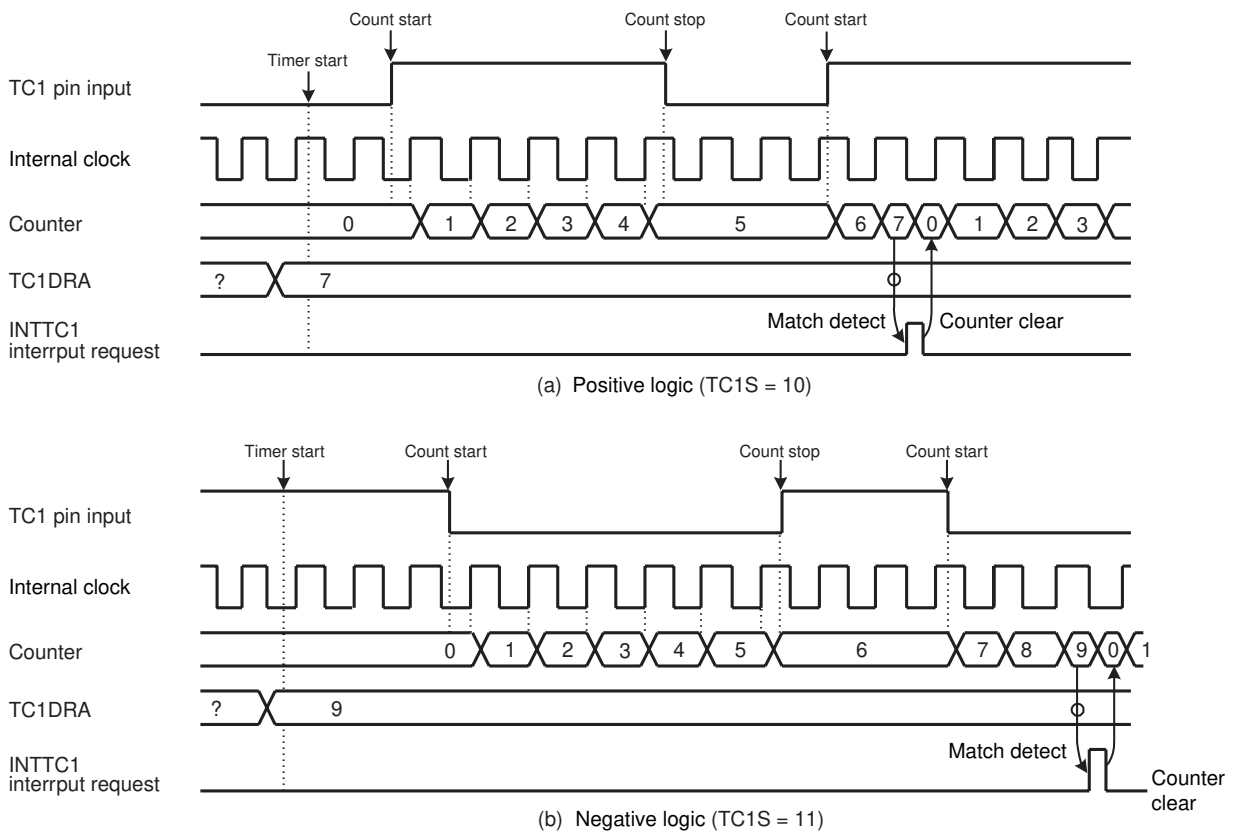 Count start Count stop Count start
Timer start
TC1 pin input
Internal clock
Counter 0 1 2 3 4 5 6 7 0 1 2 3
TC1DRA ? 7
INTTC1
interrput request
Match detect Counter clear
(a) Positive logic (TC1S = 10)
Timer start Count start Count stop Count start
TC1 pin input
Internal clock
Counter 0 1 2 3 4 5 6 7 8 9 0 1
TC1DRA ? 9
INTTC1
interrput request
Match detect
Counter
clear
(b) Negative logic (TC1S = 11)